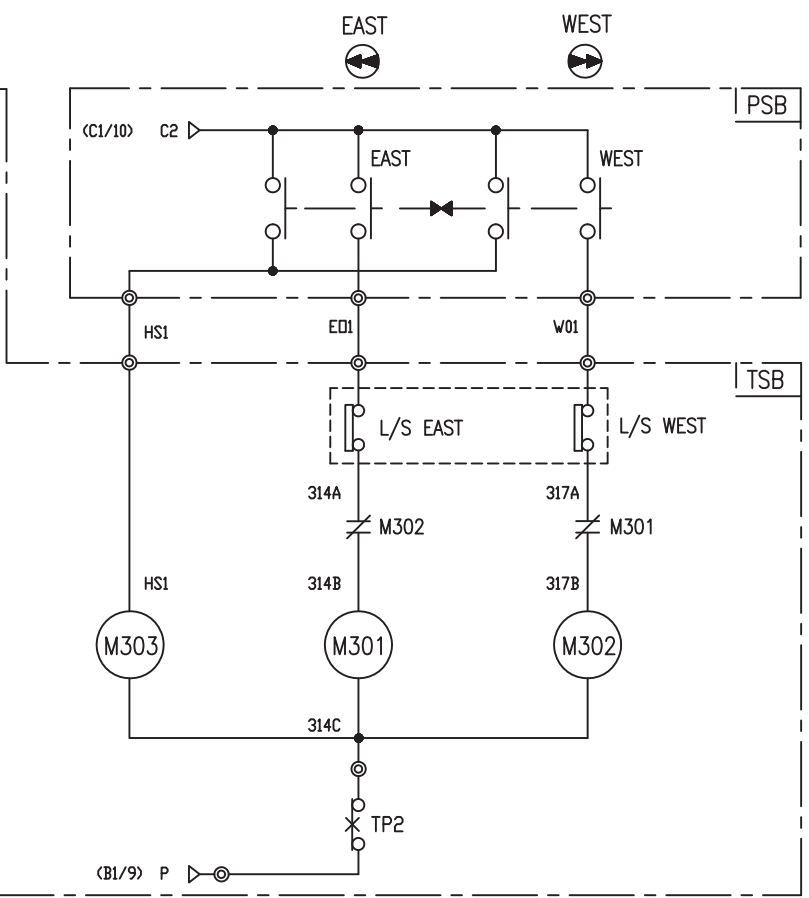 EAST WEST
PSB
(C1/10) C2
EAST WEST
HS1 E01 W01
TSB
L/S EAST L/S WEST
314A 317A
M302 M301
HS1 314B 317B
M303 M301 M302
314C
TP2
(B1/9) P